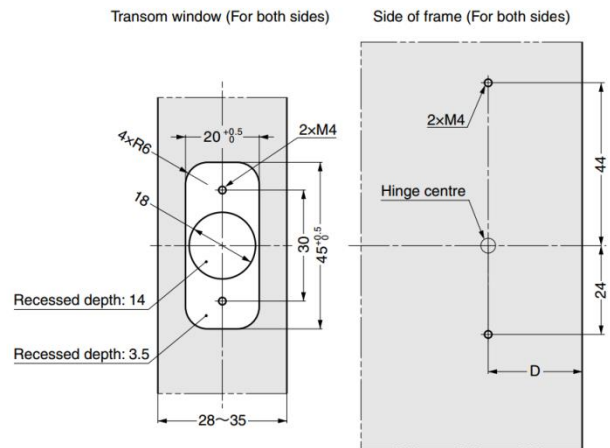 Transom window (For both sides)
Side of frame (For both sides)
4×R6
20 +0.5 0
2×M4
18
30
45 +0.5 0
Recessed depth: 14
Recessed depth: 3.5
28～35
2×M4
Hinge centre
44
24
D